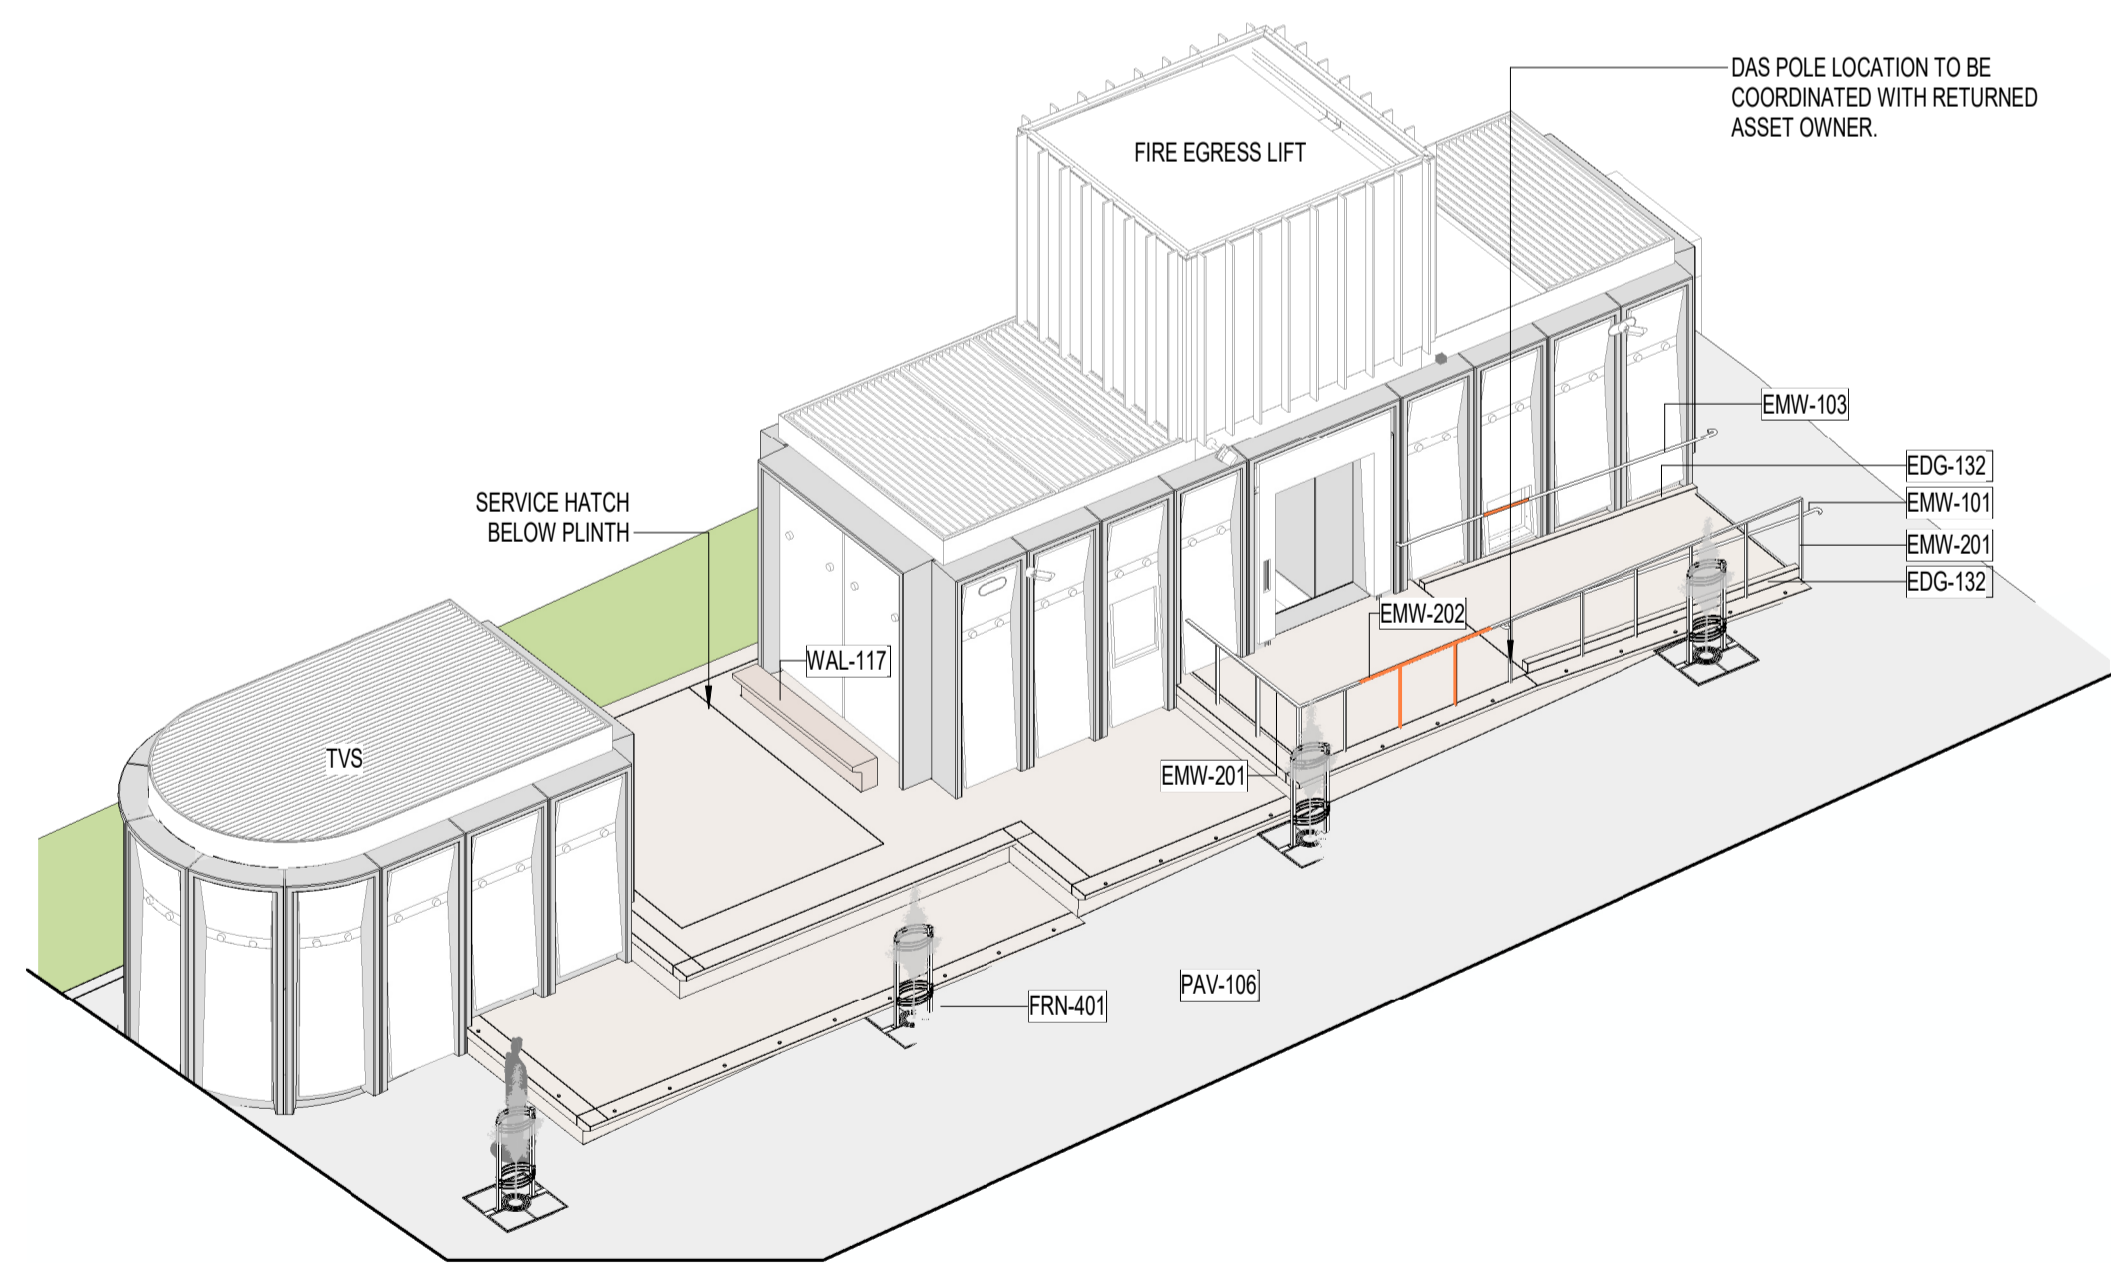 DAS POLE LOCATION TO BE
COORDINATED WITH RETURNED
ASSET OWNER.
FIRE EGRESS LIFT
EMW-103
EDG-132
EMW-101
EMW-201
EDG-132
SERVICE HATCH
BELOW PLINTH
EMW-202
WAL-117
TVS
EMW-201
PAV-106
FRN-401